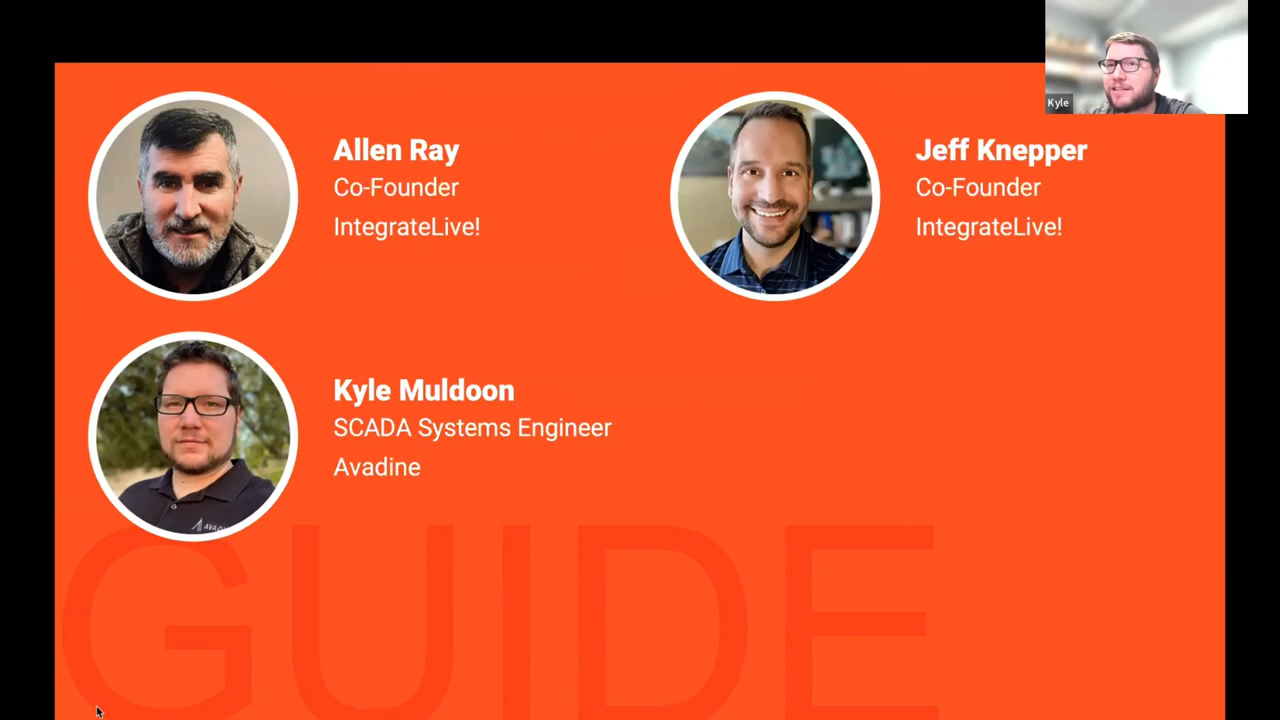 Kyle
Allen Ray
Co-Founder
IntegrateLive!
Jeff Knepper
Co-Founder
IntegrateLive!
Kyle Muldoon
SCADA Systems Engineer
Avadine
GUIDE